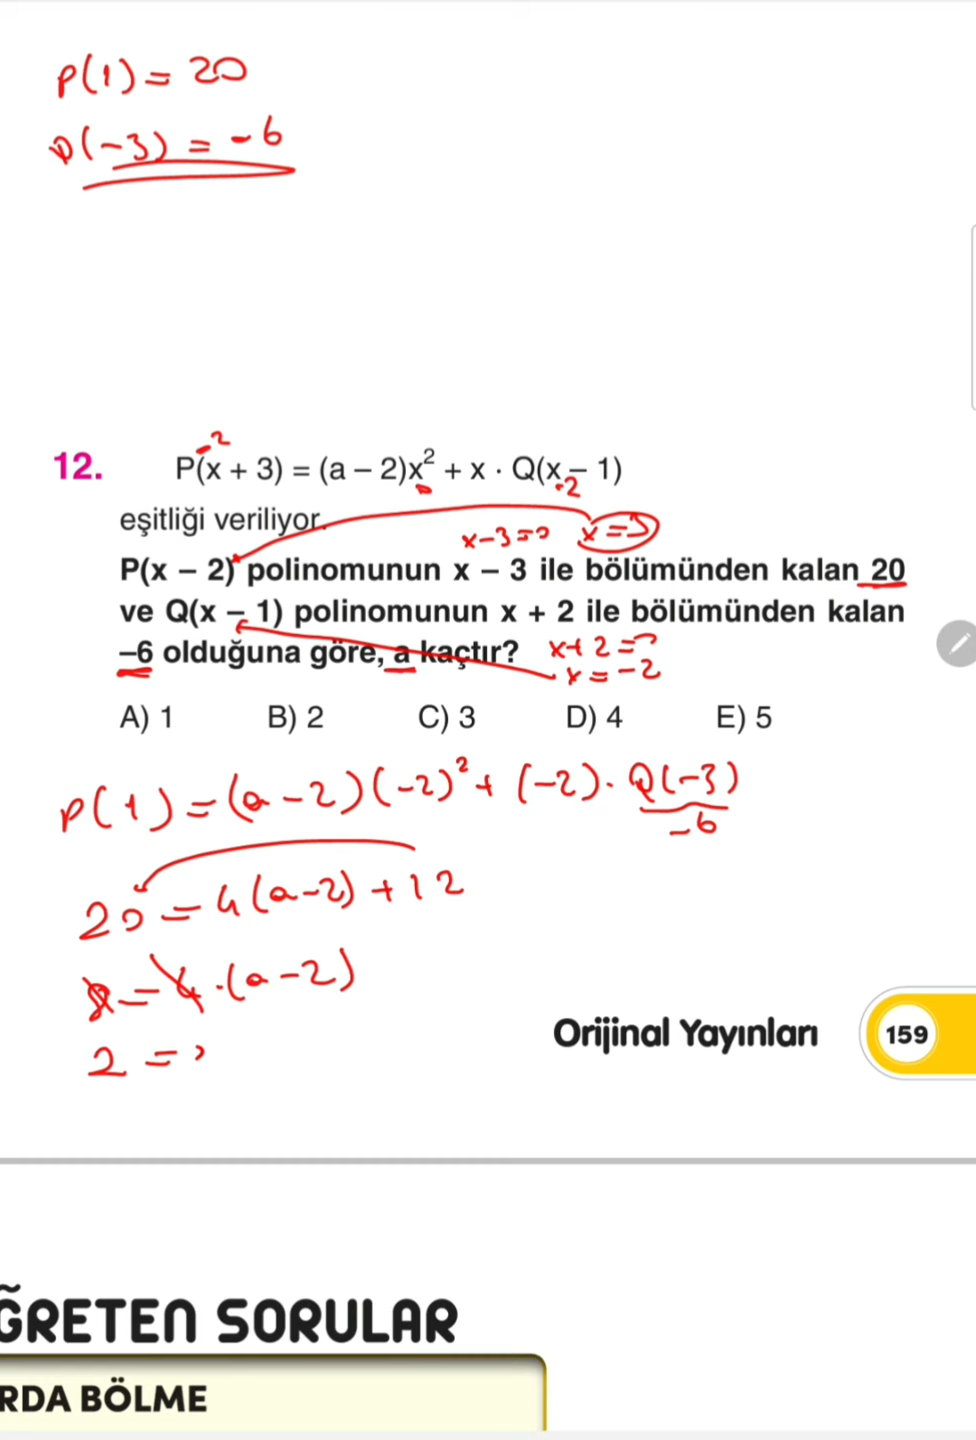 P(1) = 20
Q(-3) = -6
-2
12. P(x + 3) = (a – 2)x² + x · Q(x – 1)
-2
eşitliği veriliyor.
x-3=0 x=3
P(x – 2) polinomunun x – 3 ile bölümünden kalan 20
ve Q(x – 1) polinomunun x + 2 ile bölümünden kalan
–6 olduğuna göre, a kaçtır?
x+2=0
x=-2
A) 1 B) 2 C) 3 D) 4 E) 5
P(1) = (a-2)(-2)² + (-2). Q(-3)
-6
20 = 4(a-2) + 12
8 = 4.(a-2)
2 =
Orijinal Yayınları 159
ĞRETEN SORULAR
RDA BÖLME